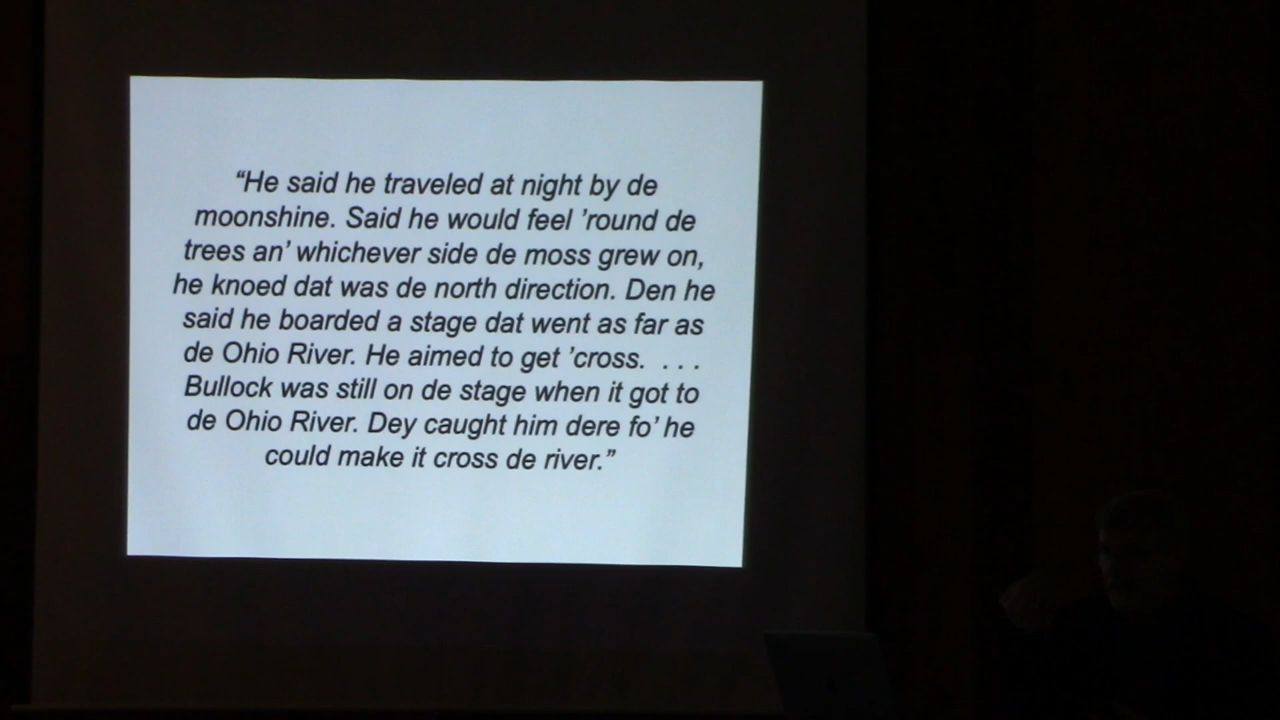 “He said he traveled at night by de
moonshine. Said he would feel ’round de
trees an’ whichever side de moss grew on,
he knoed dat was de north direction. Den he
said he boarded a stage dat went as far as
de Ohio River. He aimed to get ’cross. . . .
Bullock was still on de stage when it got to
de Ohio River. Dey caught him dere fo’ he
could make it cross de river.”